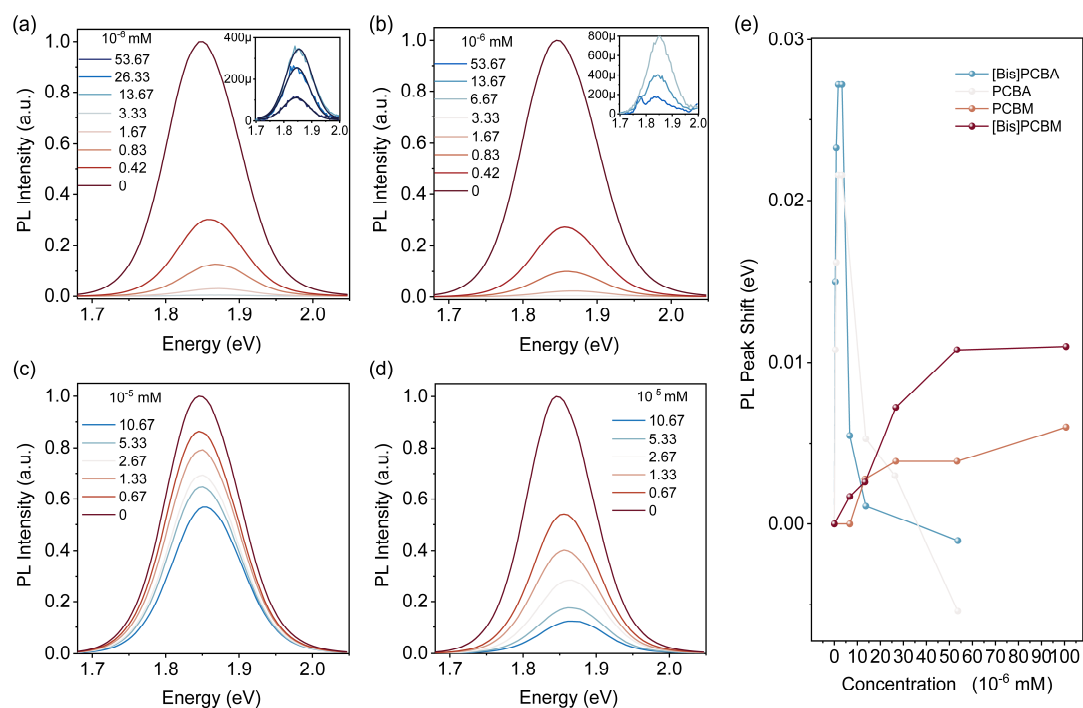 (a)
PL Intensity (a.u.)
1.0
0.8
0.6
0.4
0.2
0.0
10-6 mM
53.67
26.33
13.67
3.33
1.67
0.83
0.42
0
400μ
200μ
0
1.7 1.8 1.9 2.0
1.7 1.8 1.9 2.0
Energy (eV)
(b)
PL Intensity (a.u.)
1.0
0.8
0.6
0.4
0.2
0.0
10-6 mM
53.67
13.67
6.67
3.33
1.67
0.83
0.42
0
800μ
600μ
400μ
200μ
0
1.7 1.8 1.9 2.0
1.7 1.8 1.9 2.0
Energy (eV)
(c)
PL Intensity (a.u.)
1.0
0.8
0.6
0.4
0.2
0.0
10-5 mM
10.67
5.33
2.67
1.33
0.67
0
1.7 1.8 1.9 2.0
Energy (eV)
(d)
PL Intensity (a.u.)
1.0
0.8
0.6
0.4
0.2
0.0
10-5 mM
10.67
5.33
2.67
1.33
0.67
0
1.7 1.8 1.9 2.0
Energy (eV)
(e)
PL Peak Shift (eV)
0.03
0.02
0.01
0.00
[Bis]PCBA
PCBA
PCBM
[Bis]PCBM
0 10 20 30 40 50 60 70 80 90 100
Concentration (10-6 mM)